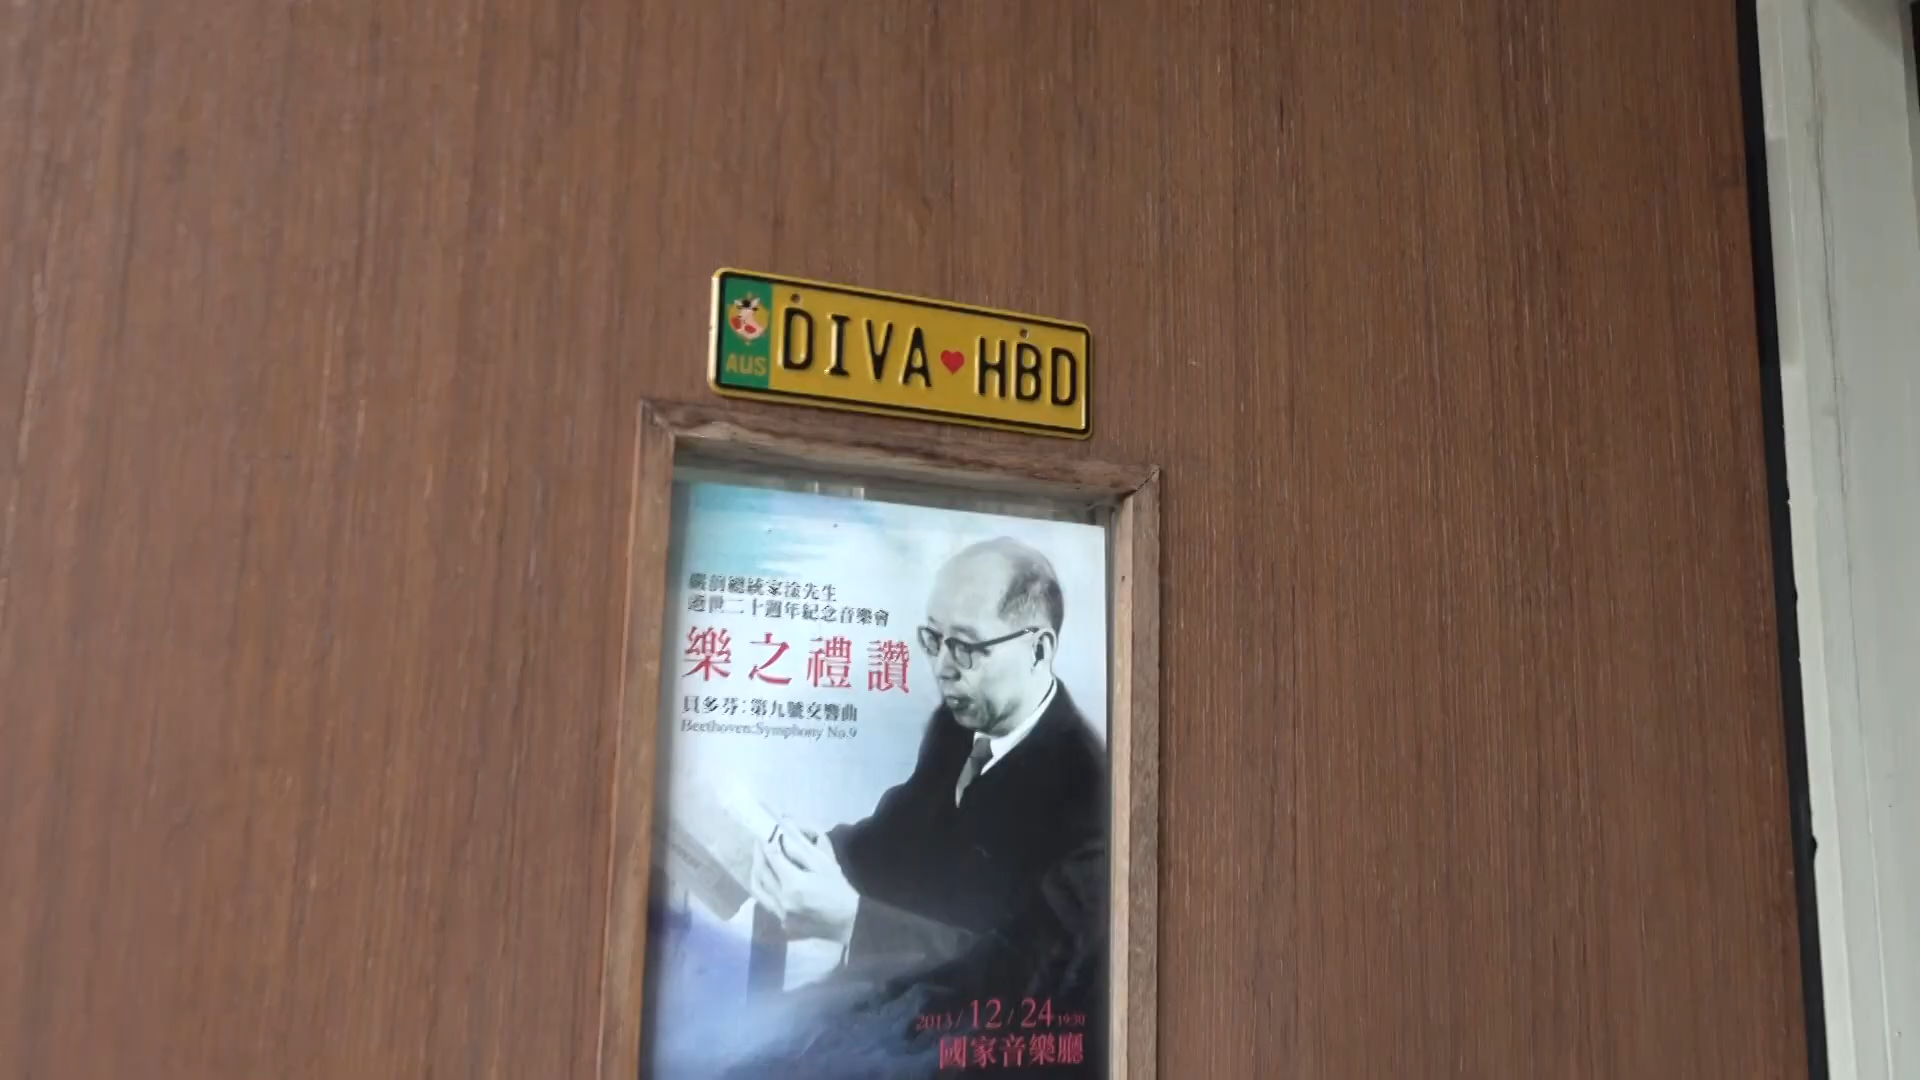 AUS
DIVA♥HBD
嚴前總統家淦先生
逝世二十週年紀念音樂會
樂之禮讚
貝多芬：第九號交響曲
Beethoven:Symphony No.9
2013/12/24 19:30
國家音樂廳